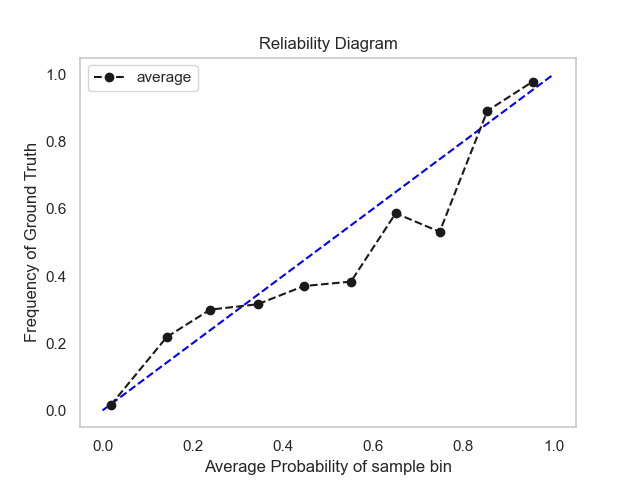 Reliability Diagram
average
Frequency of Ground Truth
1.0
0.8
0.6
0.4
0.2
0.0
0.0 0.2 0.4 0.6 0.8 1.0
Average Probability of sample bin